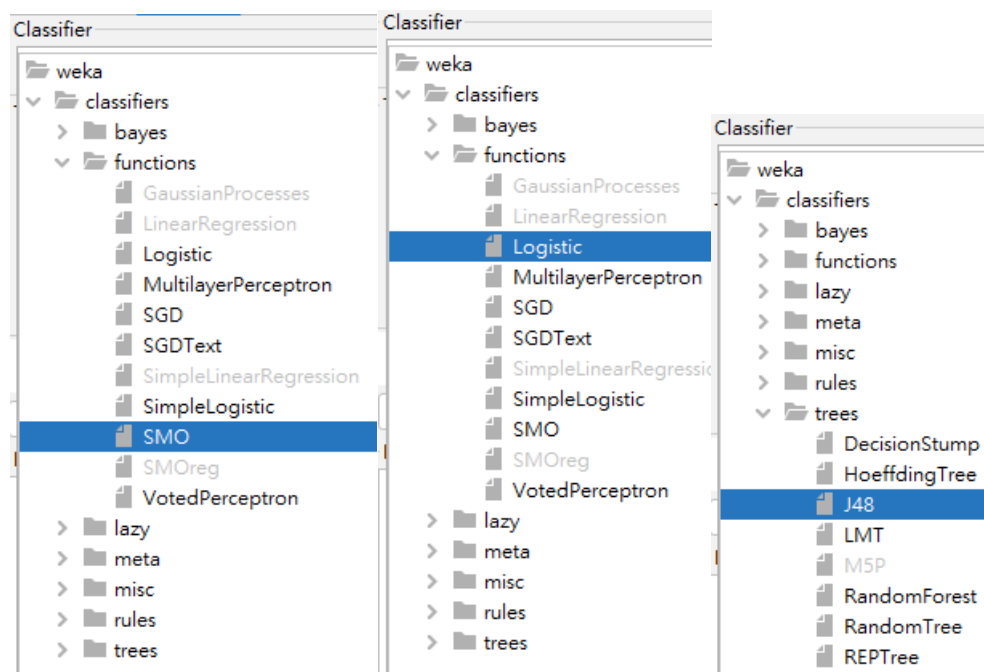 Classifier
weka
classifiers
bayes
functions
GaussianProcesses
LinearRegression
Logistic
MultilayerPerceptron
SGD
SGDText
SimpleLinearRegression
SimpleLogistic
SMO
SMOreg
VotedPerceptron
lazy
meta
misc
rules
trees
Classifier
weka
classifiers
bayes
functions
GaussianProcesses
LinearRegression
Logistic
MultilayerPerceptron
SGD
SGDText
SimpleLinearRegressio
SimpleLogistic
SMO
SMOreg
VotedPerceptron
lazy
meta
misc
rules
trees
Classifier
weka
classifiers
bayes
functions
lazy
meta
misc
rules
trees
DecisionStump
HoeffdingTree
J48
LMT
M5P
RandomForest
RandomTree
REPTree